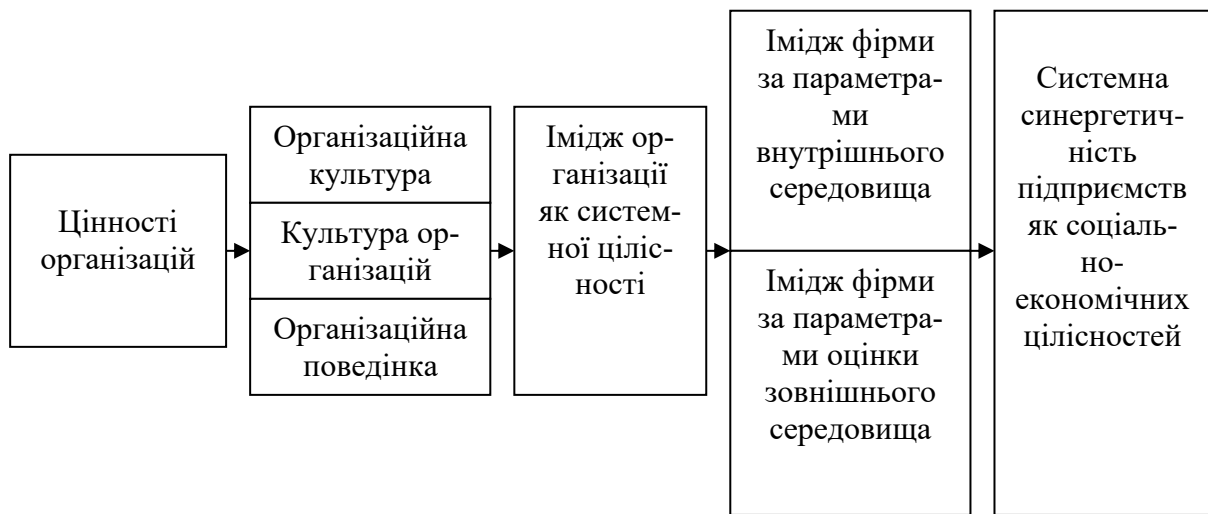 Цінності
організацій
Організаційна
культура
Культура ор-
ганізацій
Організаційна
поведінка
Імідж ор-
ганізації
як систем-
ної ціліс-
ності
Імідж фірми
за параметра-
ми
внутрішнього
середовища
Імідж фірми
за параметра-
ми оцінки
зовнішнього
середовища
Системна
синергетич-
ність
підприємств
як соціаль-
но-
економічних
цілісностей